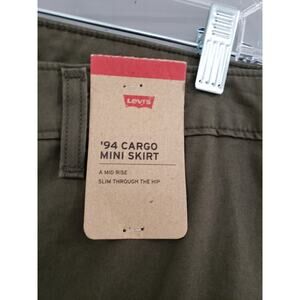 Levi's
'94 CARGO
MINI SKIRT
A MID RISE
SLIM THROUGH THE HIP